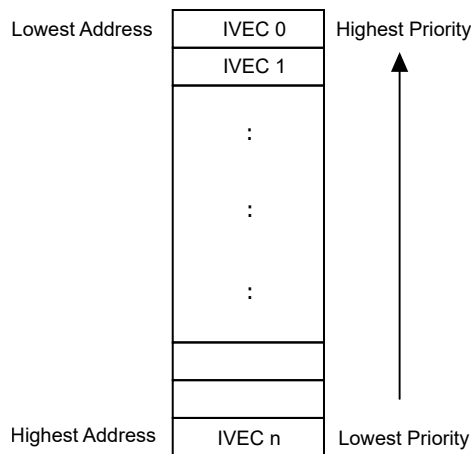 Lowest Address IVEC 0 Highest Priority
IVEC 1
:
:
:
Highest Address IVEC n Lowest Priority